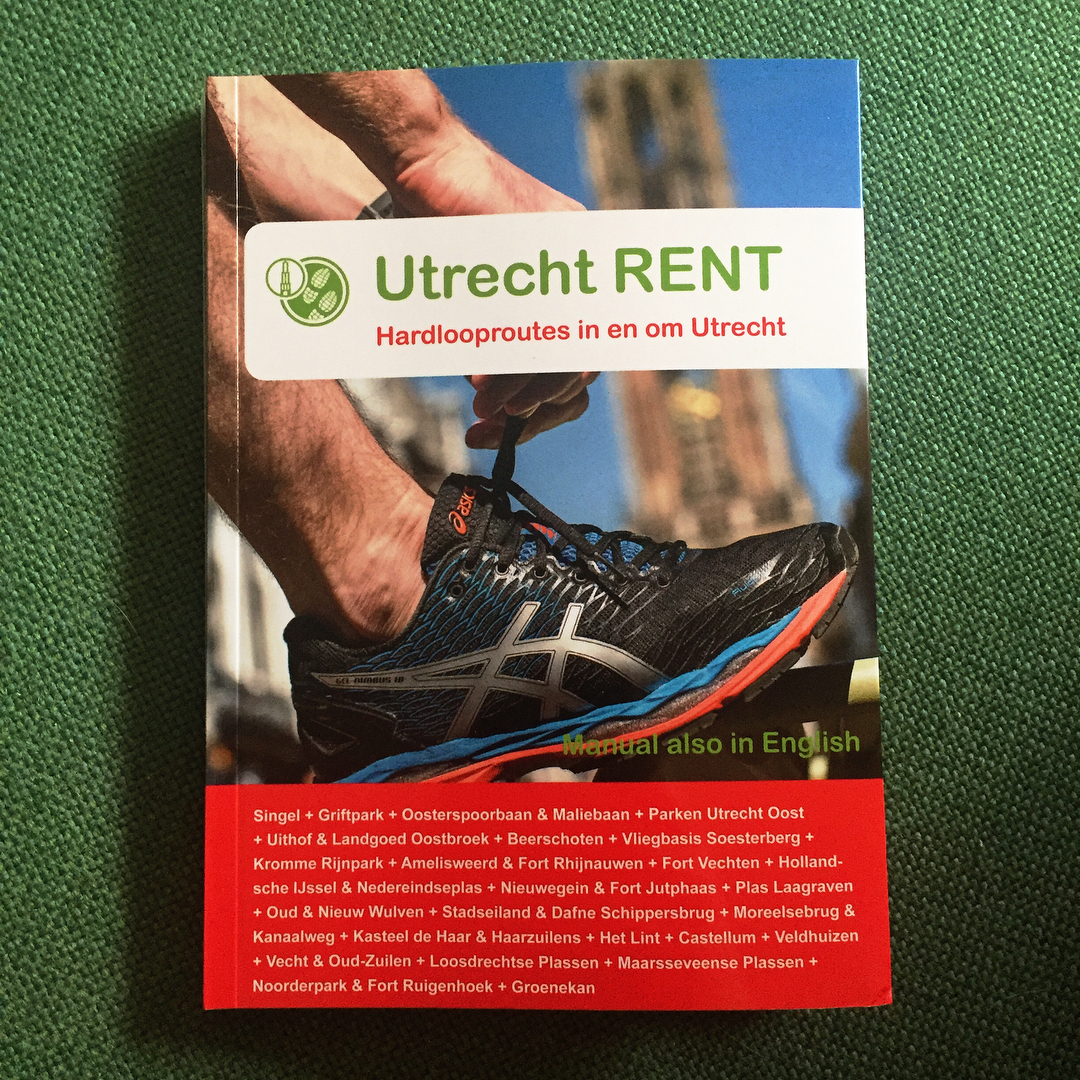 Utrecht RENT
Hardlooproutes in en om Utrecht
asics
GEL-NIMBUS 18
Manual also in English
Singel + Griftpark + Oosterspoorbaan & Maliebaan + Parken Utrecht Oost
+ Uithof & Landgoed Oostbroek + Beerschoten + Vliegbasis Soesterberg +
Kromme Rijnpark + Amelisweerd & Fort Rhijnauwen + Fort Vechten + Holland-
sche IJssel & Nedereindseplas + Nieuwegein & Fort Jutphaas + Plas Laagraven
+ Oud & Nieuw Wulven + Stadseiland & Dafne Schippersbrug + Moreelsebrug &
Kanaalweg + Kasteel de Haar & Haarzuilens + Het Lint + Castellum + Veldhuizen
+ Vecht & Oud-Zuilen + Loosdrechtse Plassen + Maarsseveense Plassen +
Noorderpark & Fort Ruigenhoek + Groenekan